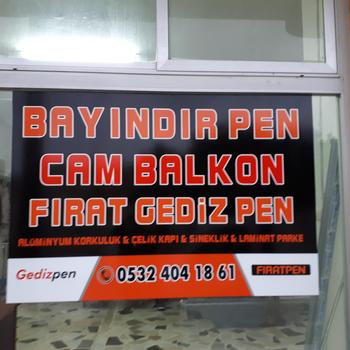 BAYINDIR PEN
CAM BALKON
FIRAT GEDİZ PEN
ALÜMİNYUM KORKULUK & ÇELİK KAPI & SİNEKLİK & LAMİNAT PARKE
Gedizpen 0532 404 18 61 FIRATPEN